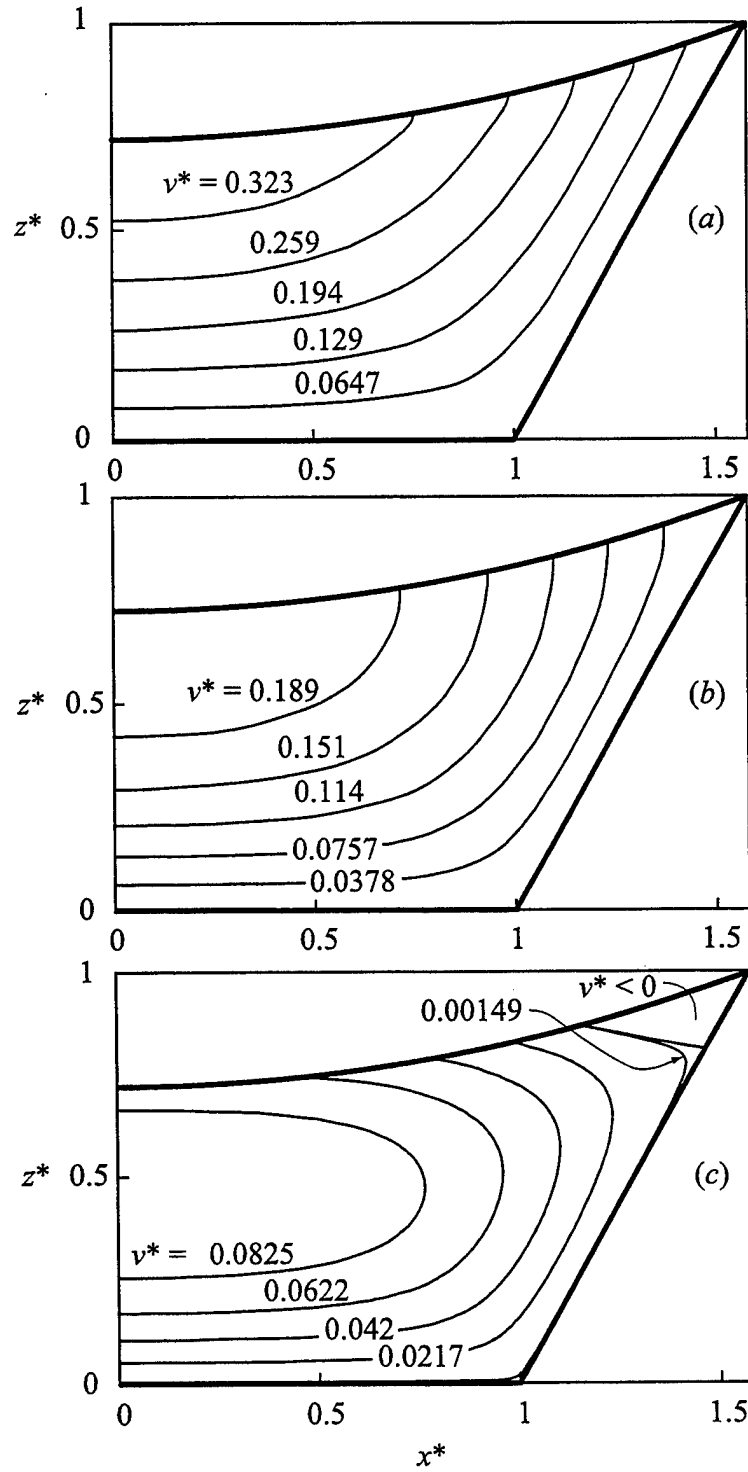 1
v* = 0.323
z* 0.5
(a)
0.259
0.194
0.129
0.0647
0
0 0.5 1 1.5
1
v* = 0.189
z* 0.5
(b)
0.151
0.114
0.0757
0.0378
0
0 0.5 1 1.5
1
v* < 0
0.00149
z* 0.5
(c)
v* = 0.0825
0.0622
0.042
0.0217
0
0 0.5 1 1.5
x*